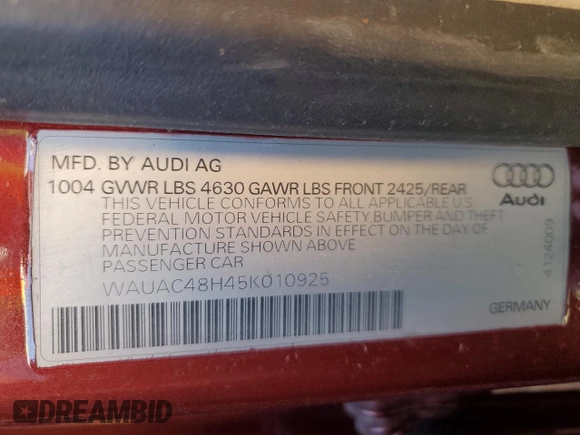 MFD. BY AUDI AG
1004 GVWR LBS 4630 GAWR LBS FRONT 2425/REAR
THIS VEHICLE CONFORMS TO ALL APPLICABLE U.S.
FEDERAL MOTOR VEHICLE SAFETY,BUMPER AND THEFT
PREVENTION STANDARDS IN EFFECT ON THE DAY OF
MANUFACTURE SHOWN ABOVE
PASSENGER CAR
WAUAC48H45K010925
Audi
4124009
GERMANY
DREAMBID